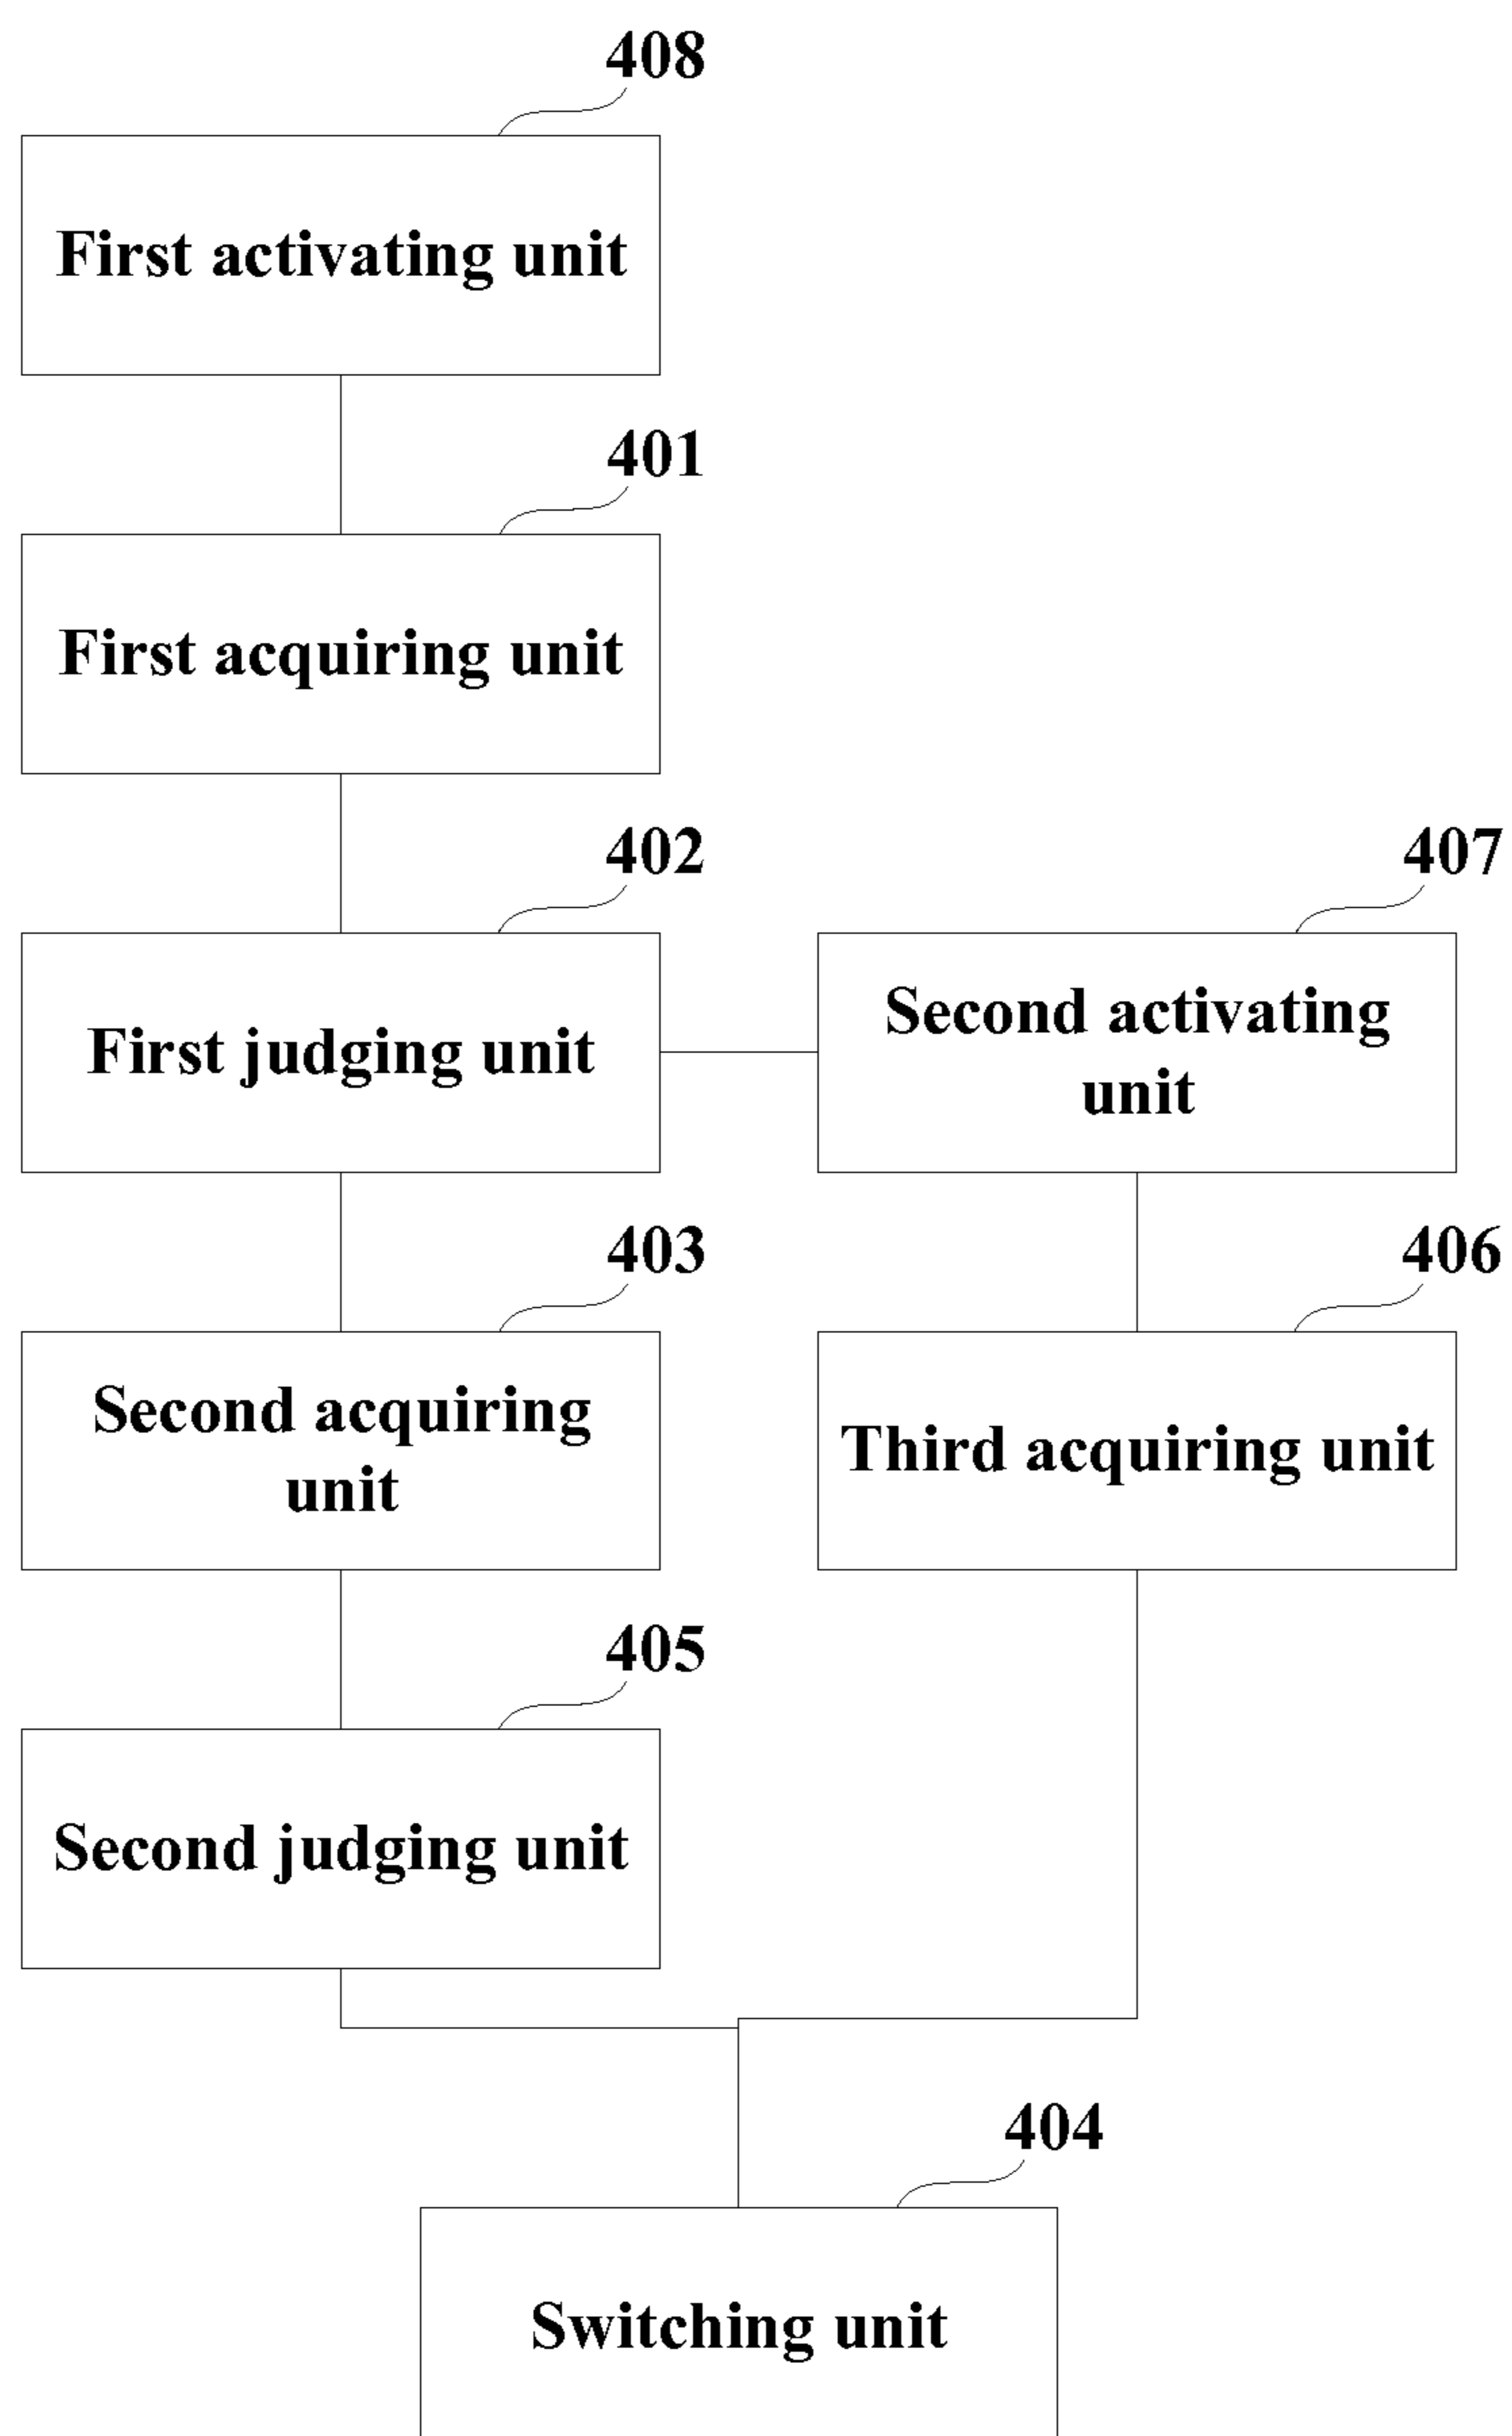 408
First activating unit
401
First acquiring unit
402
First judging unit
407
Second activating
unit
403
Second acquiring
unit
406
Third acquiring unit
405
Second judging unit
404
Switching unit